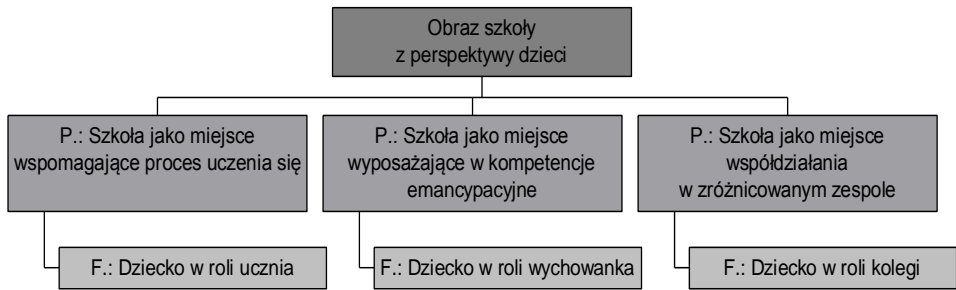 Obraz szkoły
z perspektywy dzieci
P.: Szkoła jako miejsce
wspomagające proces uczenia się
P.: Szkoła jako miejsce
wyposażające w kompetencje
emancypacyjne
P.: Szkoła jako miejsce
współdziałania
w zróżnicowanym zespole
F.: Dziecko w roli ucznia
F.: Dziecko w roli wychowanka
F.: Dziecko w roli kolegi